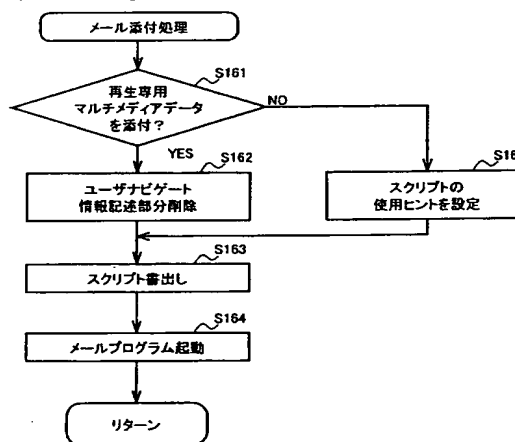 メール添付処理
S161
再生専用
マルチメディアデータ
を添付？
NO
YES
S162
ユーザナビゲート
情報記述部分削除
スクリプトの
使用ヒントを設定
S163
スクリプト書出し
S164
メールプログラム起動
リターン